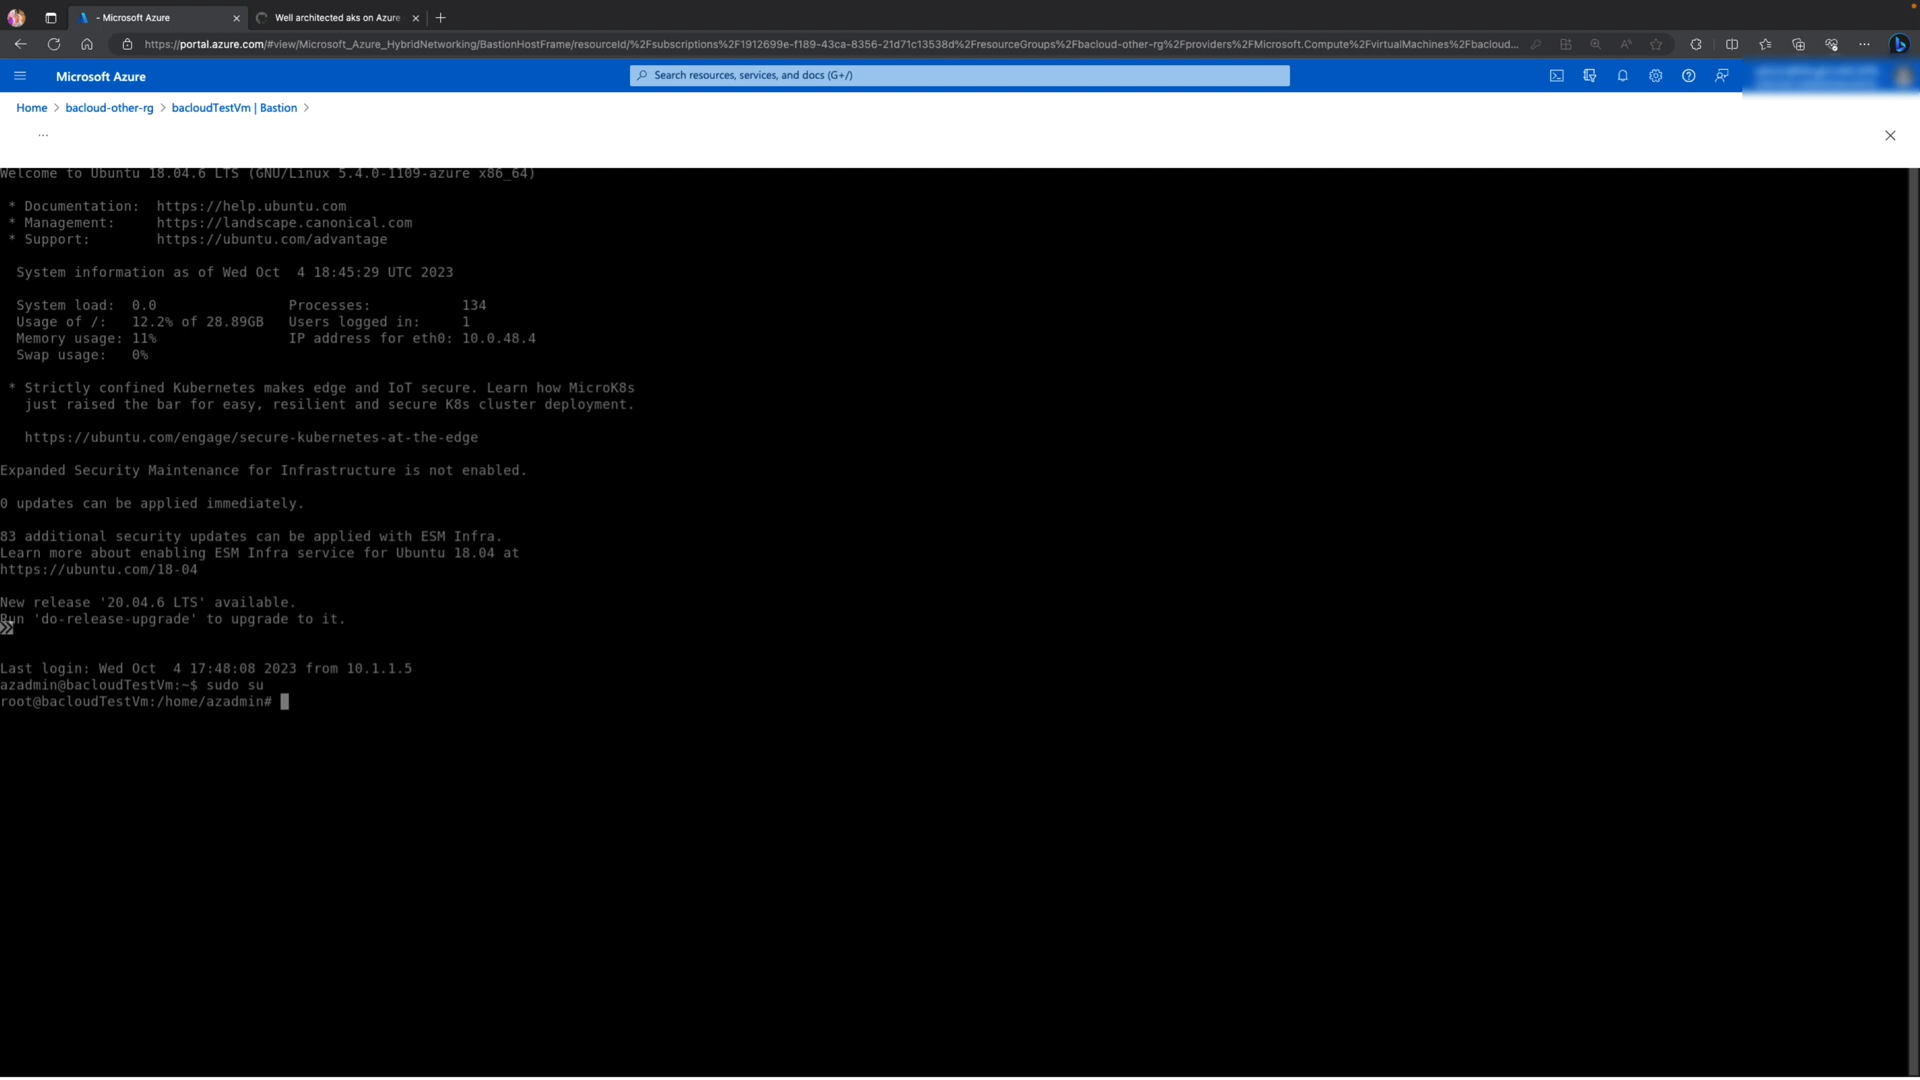 - Microsoft Azure
Well architected aks on Azure
https://portal.azure.com/#view/Microsoft_Azure_HybridNetworking/BastionHostFrame/resourceId/%2Fsubscriptions%2F1912699e-f189-43ca-8356-21d71c13538d%2FresourceGroups%2Fbacloud-other-rg%2Fproviders%2FMicrosoft.Compute%2FvirtualMachines%2Fbacloud...
Microsoft Azure
Search resources, services, and docs (G+/)
Home > bacloud-other-rg > bacloudTestVm | Bastion >
...
Welcome to Ubuntu 18.04.6 LTS (GNU/Linux 5.4.0-1109-azure x86_64)
* Documentation: https://help.ubuntu.com
* Management: https://landscape.canonical.com
* Support: https://ubuntu.com/advantage
System information as of Wed Oct 4 18:45:29 UTC 2023
System load: 0.0 Processes: 134
Usage of /: 12.2% of 28.89GB Users logged in: 1
Memory usage: 11% IP address for eth0: 10.0.48.4
Swap usage: 0%
* Strictly confined Kubernetes makes edge and IoT secure. Learn how MicroK8s
just raised the bar for easy, resilient and secure K8s cluster deployment.
https://ubuntu.com/engage/secure-kubernetes-at-the-edge
Expanded Security Maintenance for Infrastructure is not enabled.
0 updates can be applied immediately.
83 additional security updates can be applied with ESM Infra.
Learn more about enabling ESM Infra service for Ubuntu 18.04 at
https://ubuntu.com/18-04
New release '20.04.6 LTS' available.
Run 'do-release-upgrade' to upgrade to it.
Last login: Wed Oct 4 17:48:08 2023 from 10.1.1.5
azadmin@bacloudTestVm:~$ sudo su
root@bacloudTestVm:/home/azadmin#